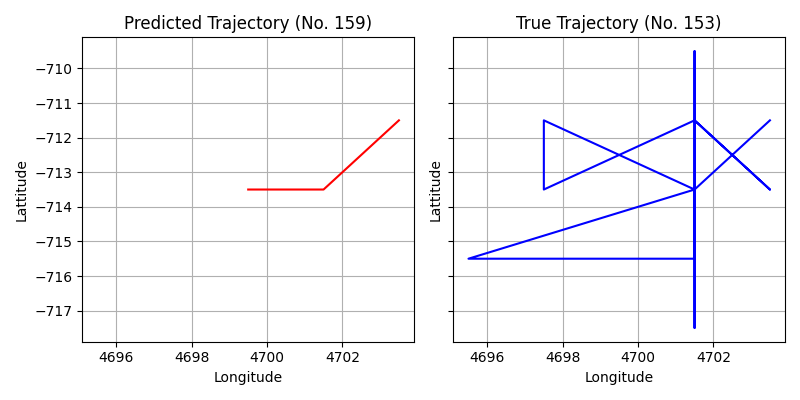 Predicted Trajectory (No. 159)
Lattitude
−710
−711
−712
−713
−714
−715
−716
−717
4696 4698 4700 4702
Longitude
True Trajectory (No. 153)
Lattitude
4696 4698 4700 4702
Longitude